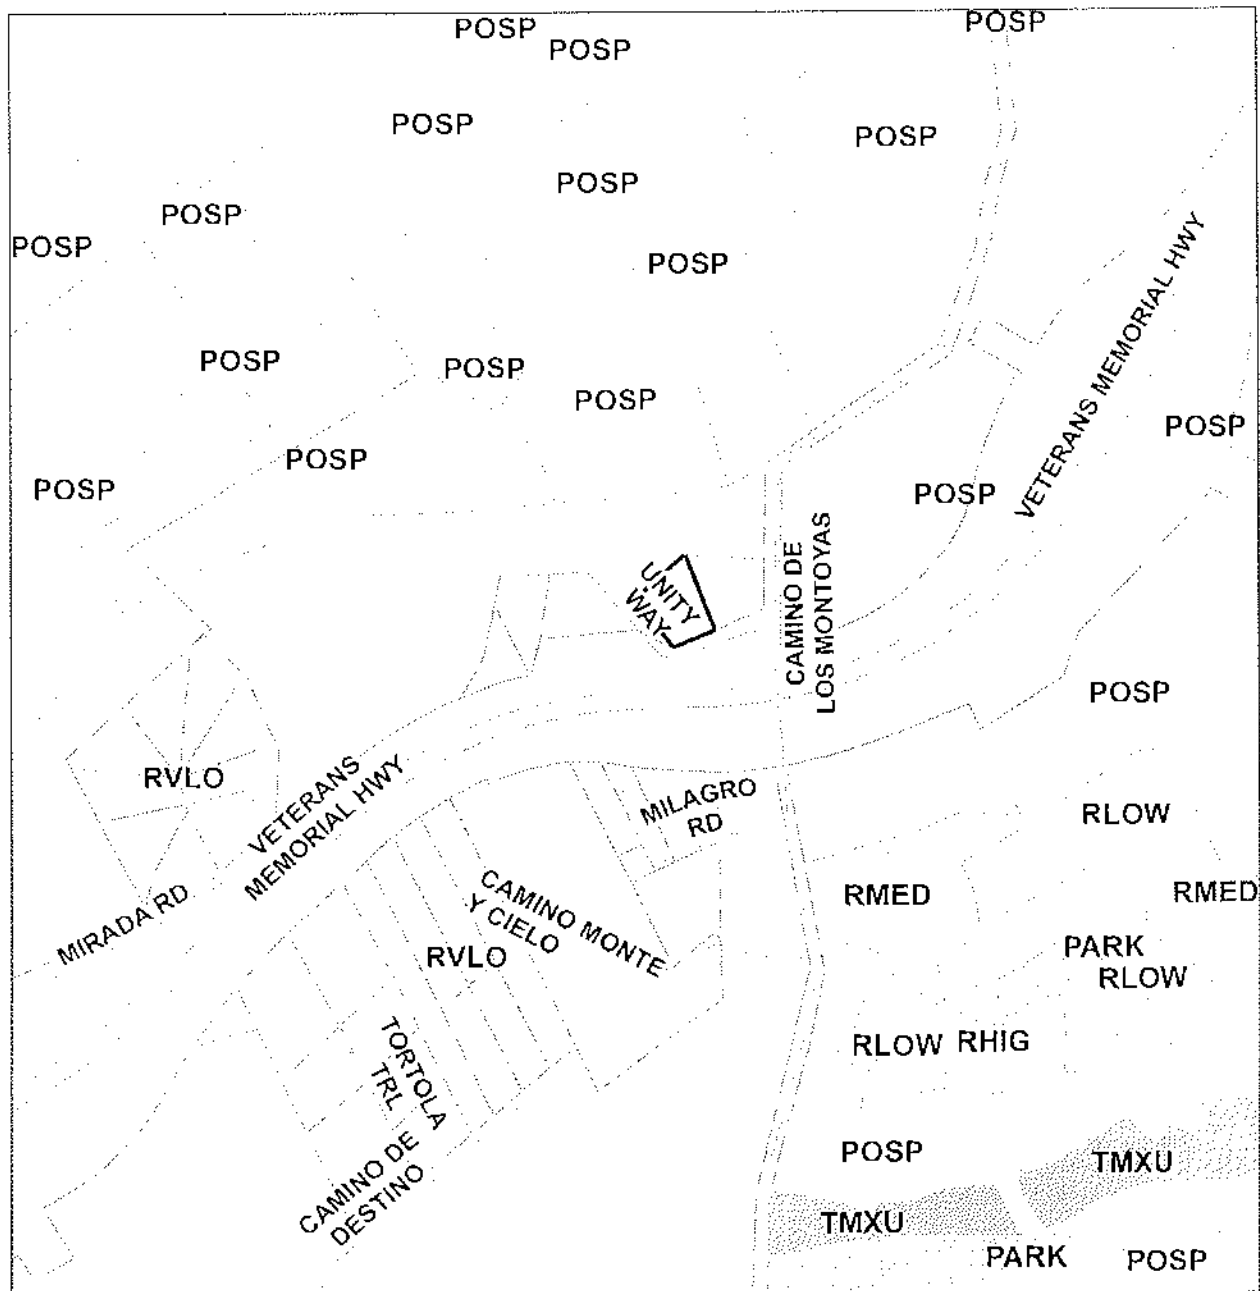 POSP
POSP
POSP
POSP
POSP
POSP
POSP
POSP
POSP
VETERANS MEMORIAL HWY
POSP
POSP
POSP
POSP
POSP
POSP
POSP
UNITY
WAY
CAMINO DE
LOS MONTOYAS
POSP
RVLO
VETERANS
MEMORIAL HWY
MILAGRO
RD
RLOW
MIRADA RD
CAMINO MONTE
Y CIELO
RMED
RMED
RVLO
PARK
RLOW
TORTOLA
TRL
RLOW
RHIG
CAMINO DE
DESTINO
POSP
TMXU
TMXU
PARK
POSP